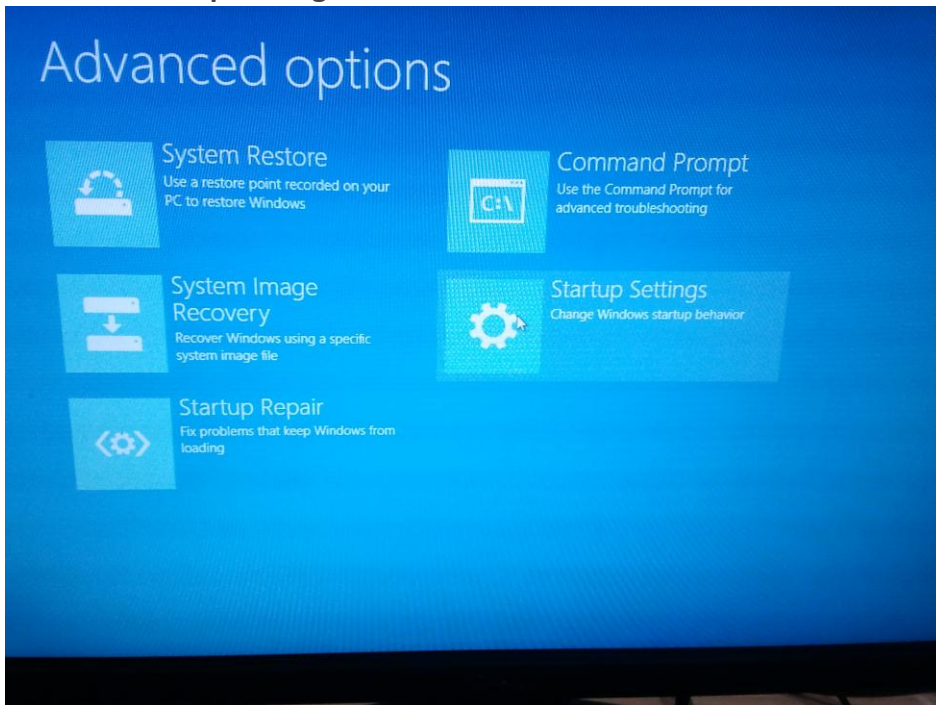 Advanced options
System Restore
Use a restore point recorded on your
PC to restore Windows
System Image
Recovery
Recover Windows using a specific
system image file
Startup Repair
Fix problems that keep Windows from
loading
Command Prompt
Use the Command Prompt for
advanced troubleshooting
C:\
Startup Settings
Change Windows startup behavior